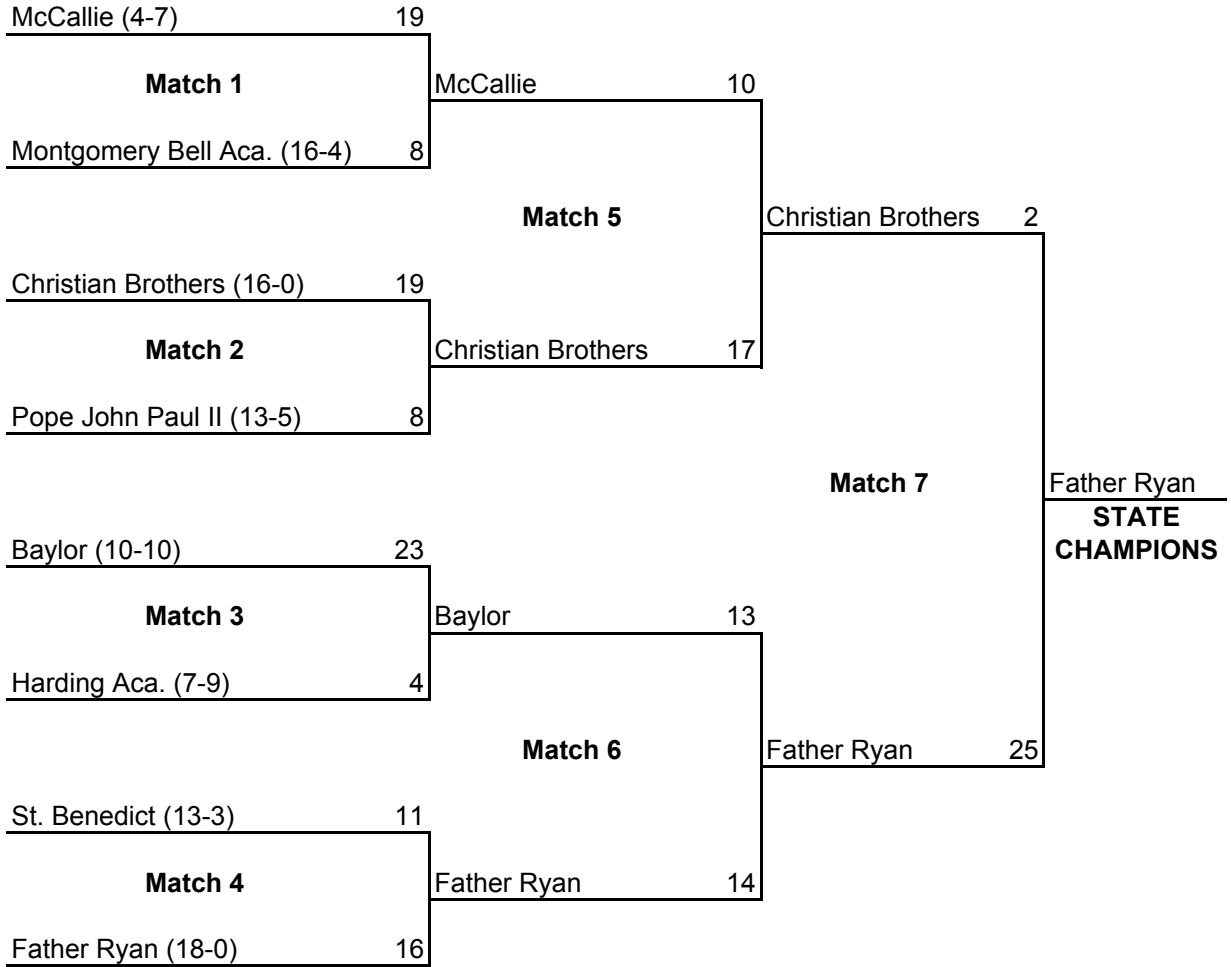 McCallie (4-7) 19
Match 1 McCallie 10
Montgomery Bell Aca. (16-4) 8
Match 5 Christian Brothers 2
Christian Brothers (16-0) 19
Match 2 Christian Brothers 17
Pope John Paul II (13-5) 8
Match 7 Father Ryan
STATE
Baylor (10-10) 23 CHAMPIONS
Match 3 Baylor 13
Harding Aca. (7-9) 4
Match 6 Father Ryan 25
St. Benedict (13-3) 11
Match 4 Father Ryan 14
Father Ryan (18-0) 16